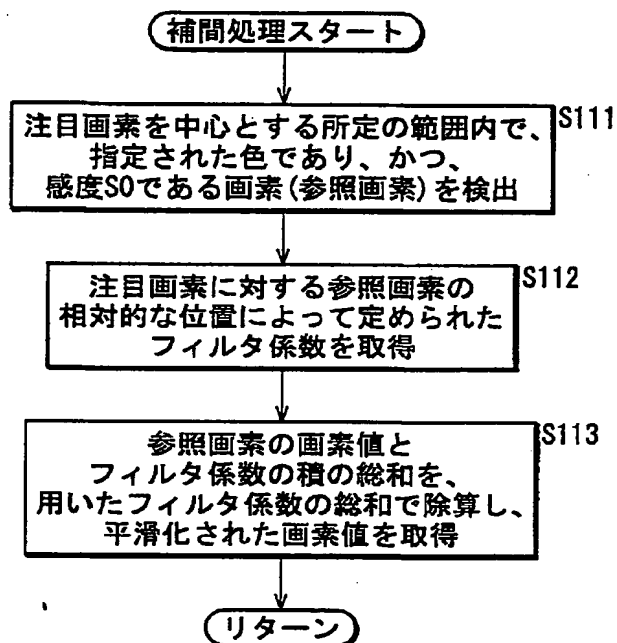 補間処理スタート
S111
注目画素を中心とする所定の範囲内で、
指定された色であり、かつ、
感度S0である画素(参照画素)を検出
S112
注目画素に対する参照画素の
相対的な位置によって定められた
フィルタ係数を取得
S113
参照画素の画素値と
フィルタ係数の積の総和を、
用いたフィルタ係数の総和で除算し、
平滑化された画素値を取得
リターン